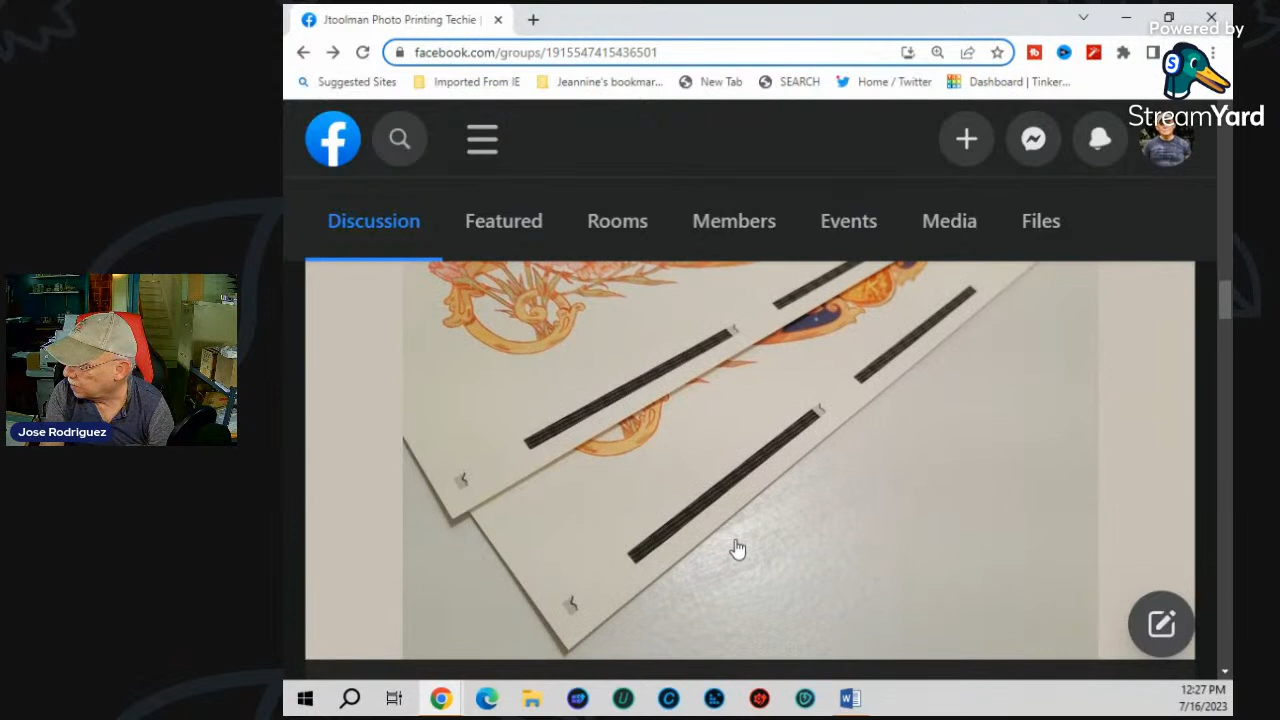 Jtoolman Photo Printing Techie |
Powered by
StreamYard
facebook.com/groups/1915547415436501
Suggested Sites
Imported From IE
Jeannine's bookmar...
New Tab
SEARCH
Home / Twitter
Dashboard | Tinker...
Discussion
Featured
Rooms
Members
Events
Media
Files
Jose Rodriguez
12:27 PM
7/16/2023